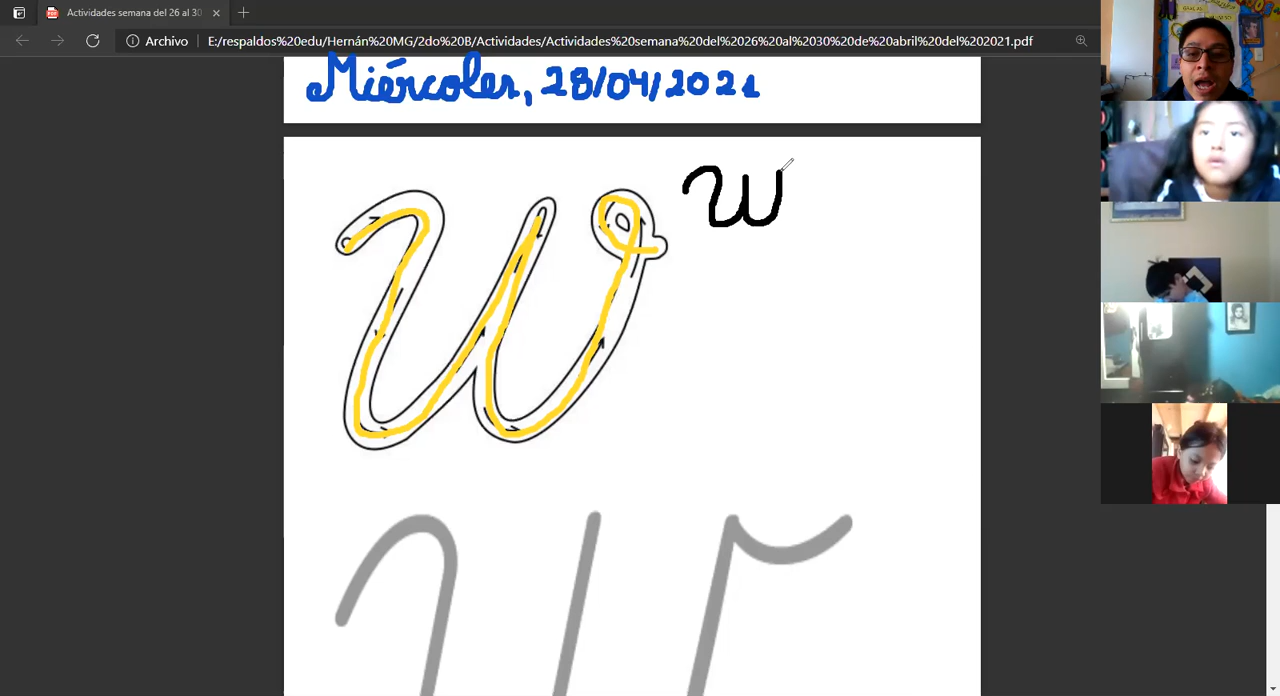 Actividades semana del 26 al 30
Archivo
E:/respaldos%20edu/Hernán%20MG/2do%20B/Actividades/Actividades%20semana%20del%2026%20al%2030%20de%20abril%20del%202021.pdf
Miércoles, 28/04/2021
W w
W